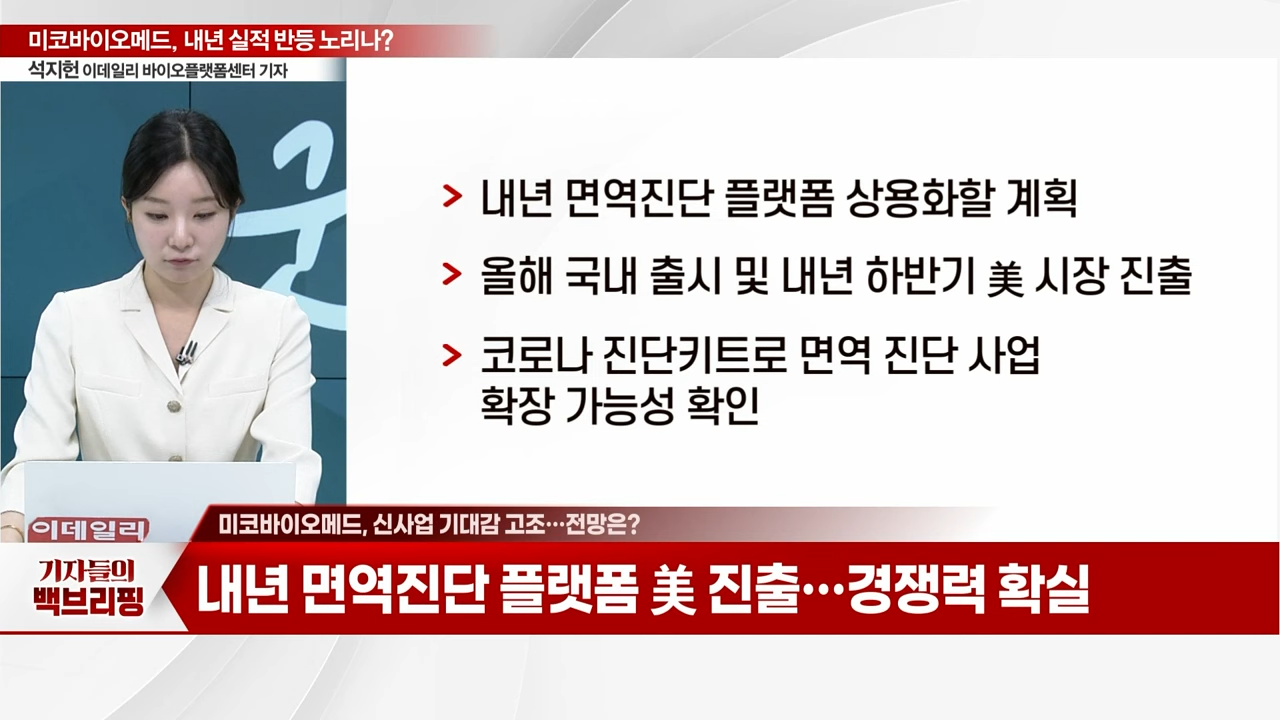 미코바이오메드, 내년 실적 반등 노리나?
석지헌 이데일리 바이오플랫폼센터 기자
> 내년 면역진단 플랫폼 상용화할 계획
> 올해 국내 출시 및 내년 하반기 美 시장 진출
> 코로나 진단키트로 면역 진단 사업
확장 가능성 확인
이데일리
미코바이오메드, 신사업 기대감 고조…전망은?
기자들의
백브리핑
내년 면역진단 플랫폼 美 진출…경쟁력 확실